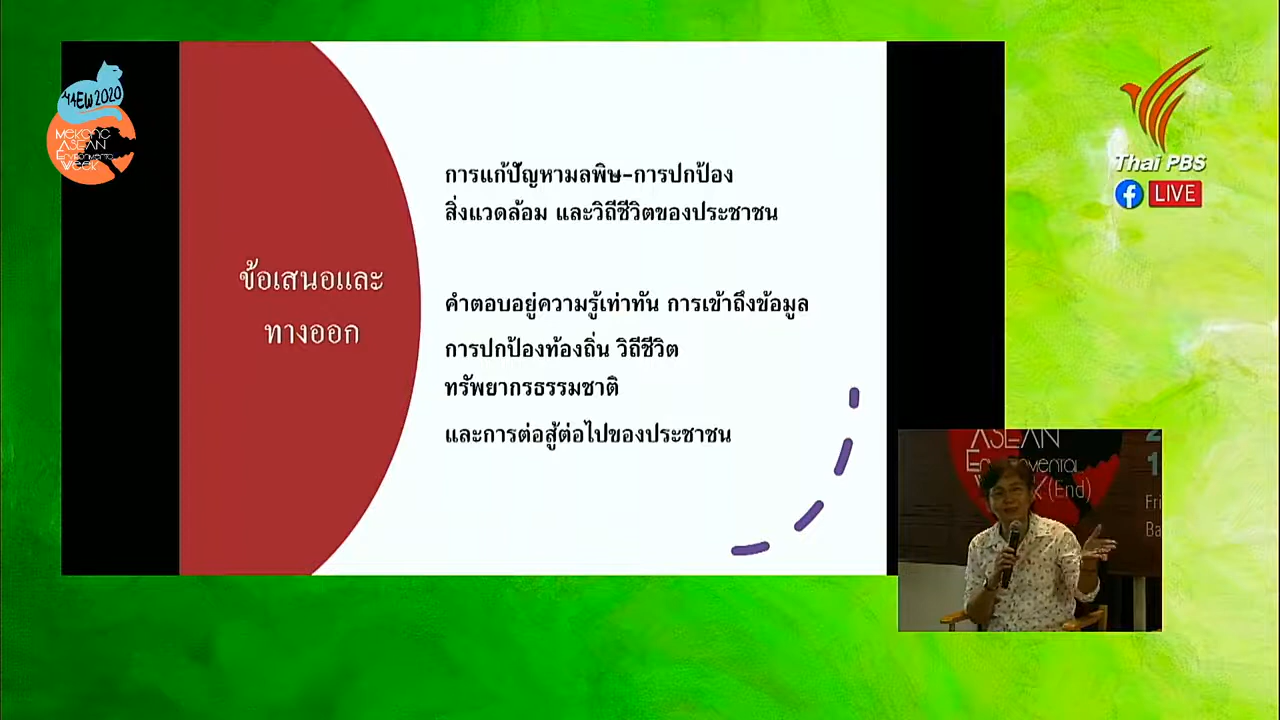 MAEW 2020
MEKONG
ASEAN
Environmental
Week
Thai PBS
LIVE
ข้อเสนอและ
ทางออก
การแก้ปัญหามลพิษ-การปกป้อง
สิ่งแวดล้อม และวิถีชีวิตของประชาชน
คำตอบอยู่ความรู้เท่าทัน การเข้าถึงข้อมูล
การปกป้องท้องถิ่น วิถีชีวิต
ทรัพยากรธรรมชาติ
และการต่อสู้ต่อไปของประชาชน
ASEAN
Environmental
Week (End)
Fri
Ba